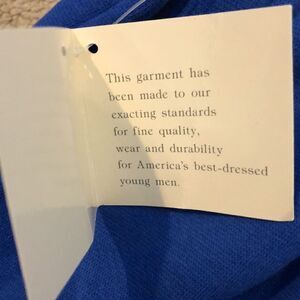 This garment has
been made to our
exacting standards
for fine quality,
wear and durability
for America's best-dressed
young men.